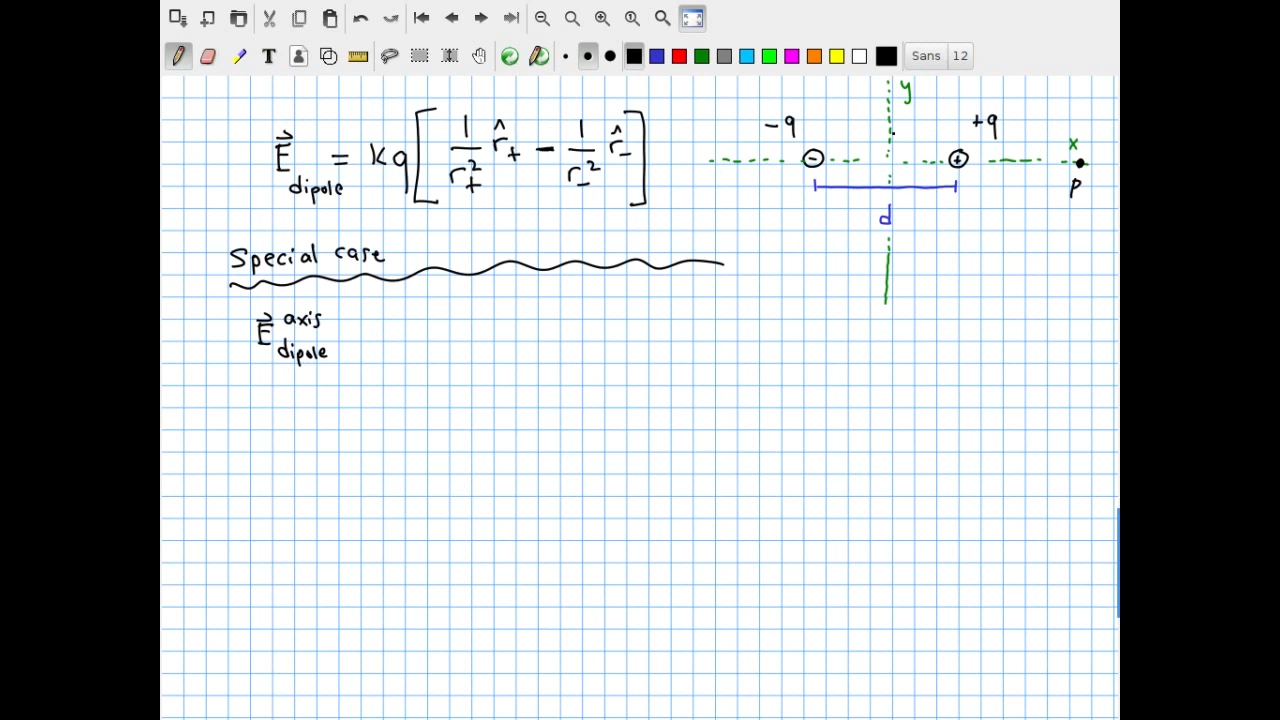 Sans 12
y
-q +q
x
E⃗ dipole = kq [ 1/r₊² r̂₊ − 1/r₋² r̂₋ ]
P
d
Special case
E⃗ axis dipole